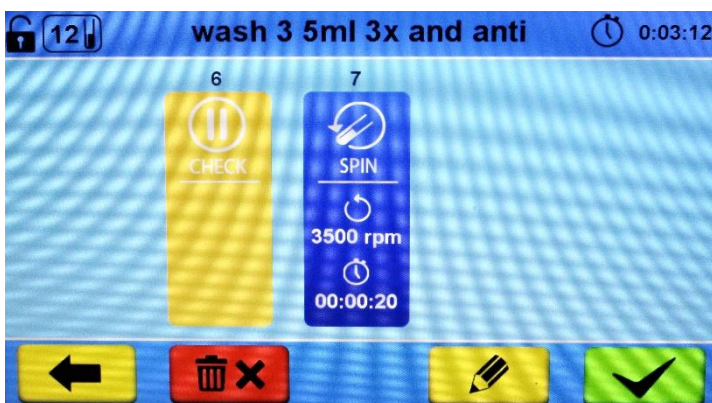 12 wash 3 5ml 3x and anti 0:03:12
6 7
CHECK
SPIN
3500 rpm
00:00:20